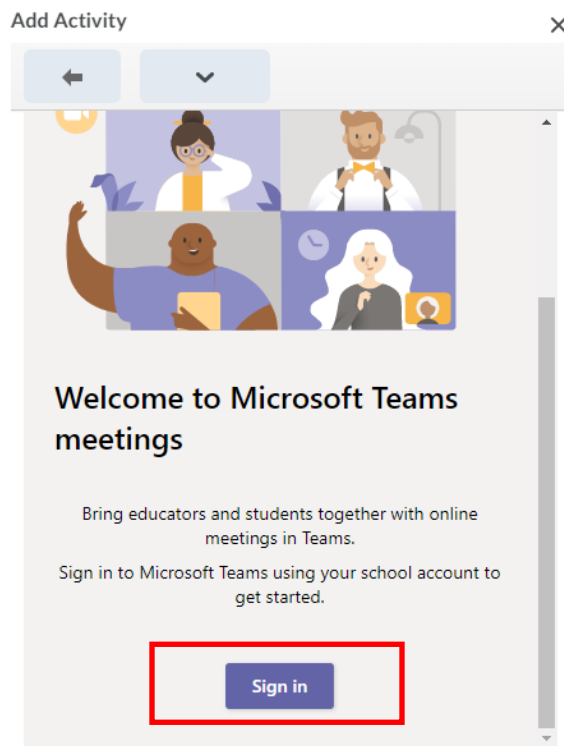 Add Activity
Welcome to Microsoft Teams
meetings
Bring educators and students together with online
meetings in Teams.
Sign in to Microsoft Teams using your school account to
get started.
Sign in